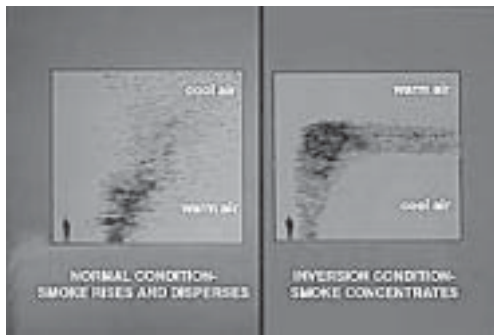 cool air
warm air
NORMAL CONDITION-
SMOKE RISES AND DISPERSES
warm air
cool air
INVERSION CONDITION-
SMOKE CONCENTRATES